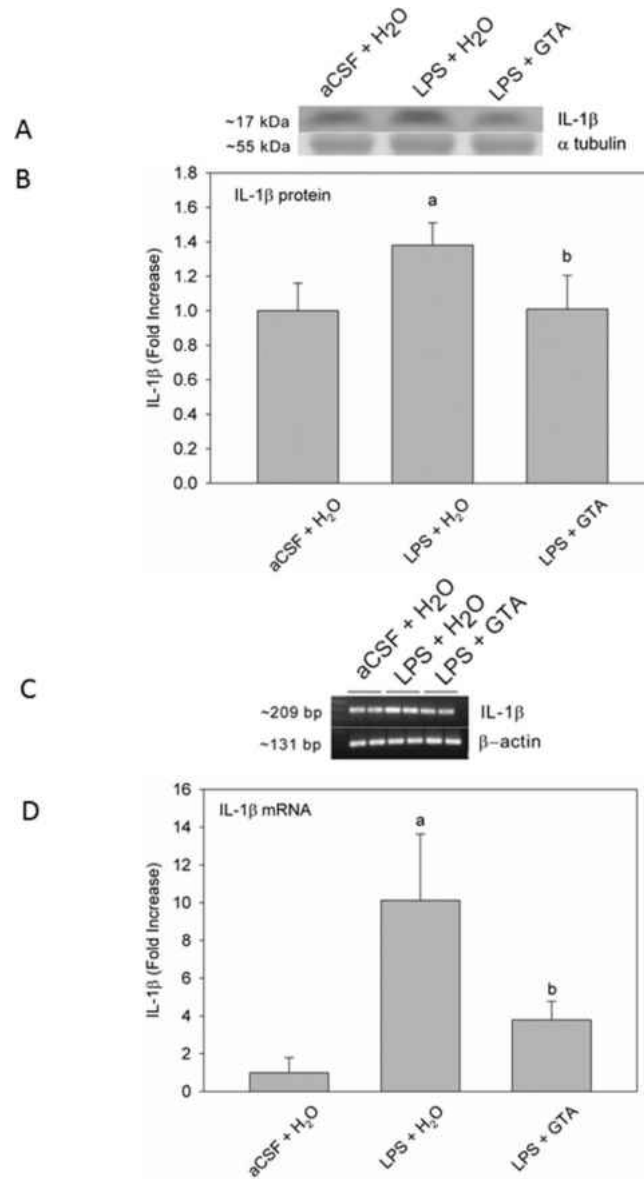 aCSF + H₂O
LPS + H₂O
LPS + GTA
A
~17 kDa
IL-1β
~55 kDa
α tubulin
B
IL-1β protein
1.8
1.6
1.4
1.2
1.0
0.8
0.6
0.4
0.2
0.0
IL-1β (Fold Increase)
a
b
aCSF + H₂O
LPS + H₂O
LPS + GTA
aCSF + H₂O
LPS + H₂O
LPS + GTA
C
~209 bp
IL-1β
~131 bp
β–actin
D
IL-1β mRNA
16
14
12
10
8
6
4
2
0
IL-1β (Fold Increase)
a
b
aCSF + H₂O
LPS + H₂O
LPS + GTA